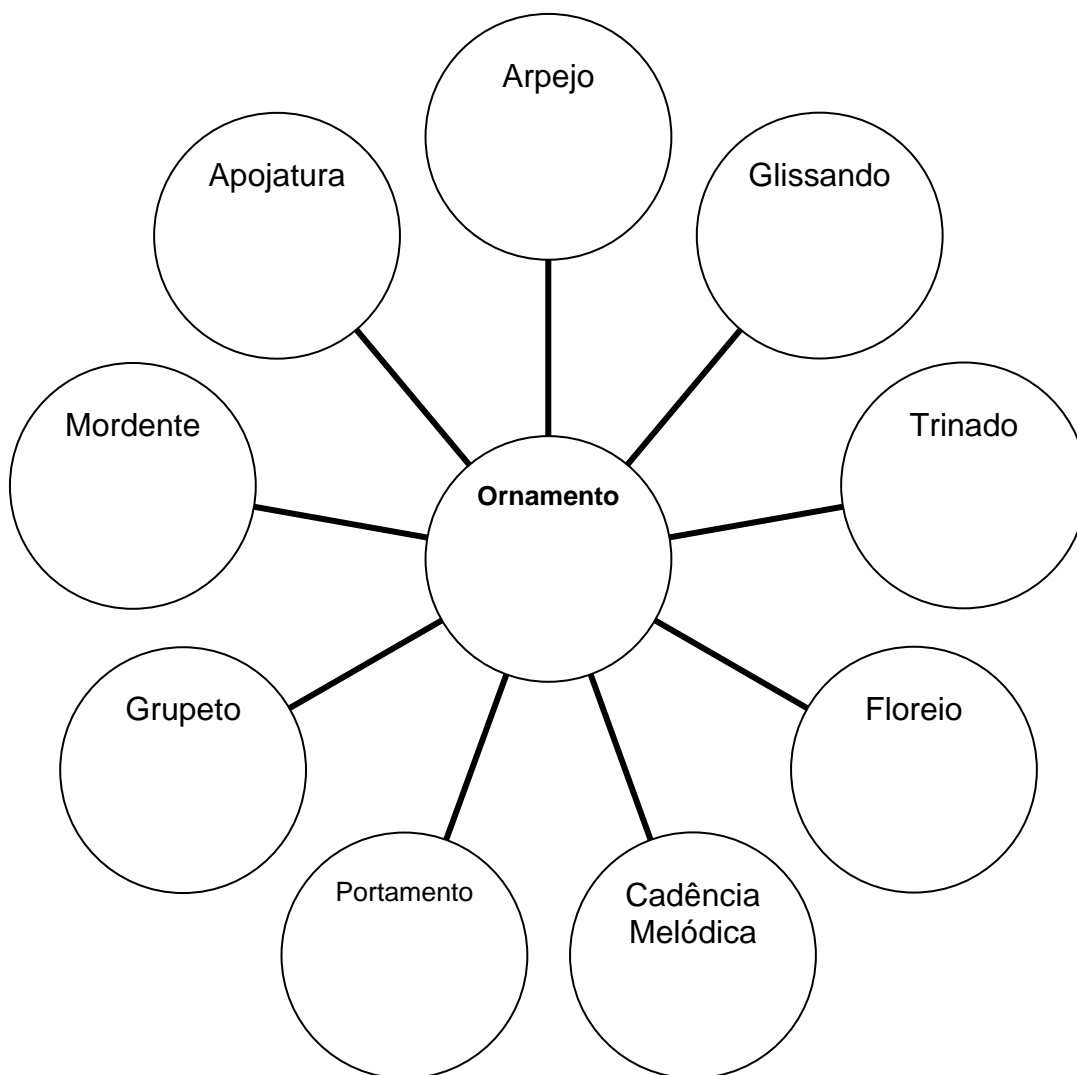 Arpejo
Apojatura
Glissando
Mordente
Trinado
Ornamento
Grupeto
Floreio
Portamento
Cadência
Melódica